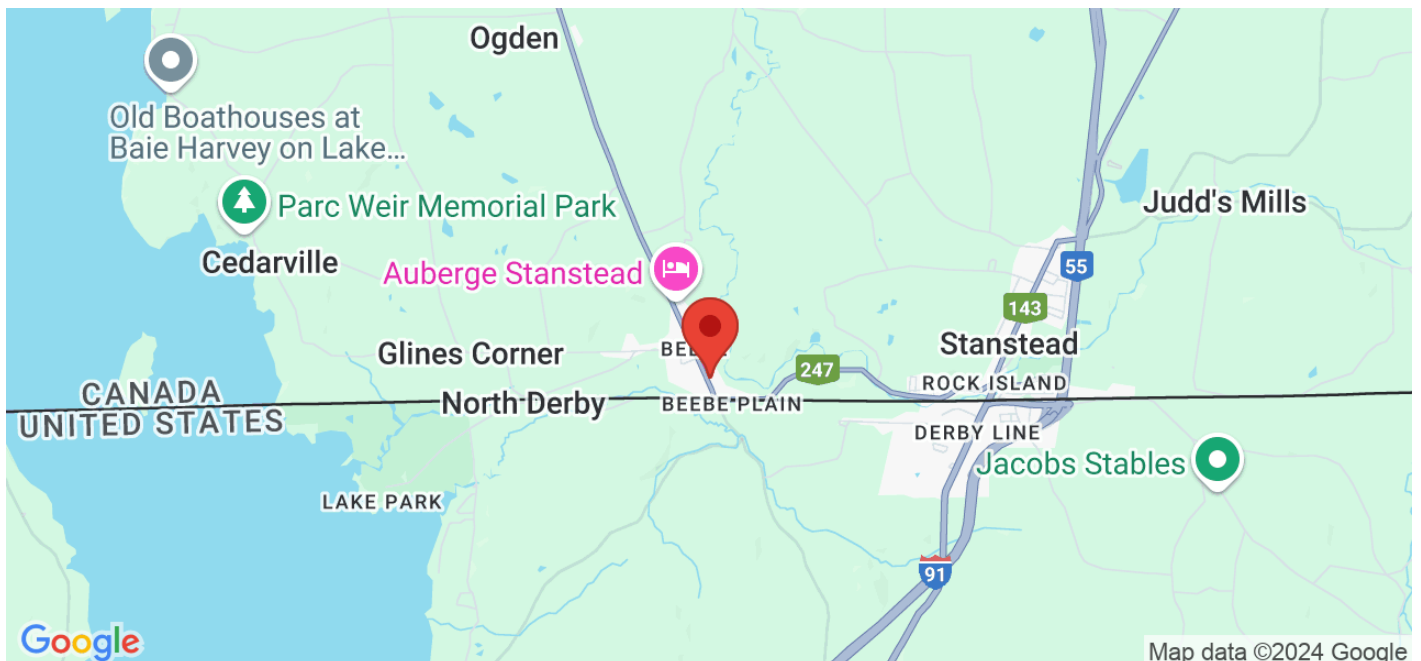 Ogden
Old Boathouses at
Baie Harvey on Lake...
Parc Weir Memorial Park
Judd's Mills
Cedarville
Auberge Stanstead
55
143
Glines Corner
Stanstead
247
ROCK ISLAND
CANADA
UNITED STATES
North Derby
BEEBE PLAIN
DERBY LINE
Jacobs Stables
LAKE PARK
91
Google
Map data ©2024 Google